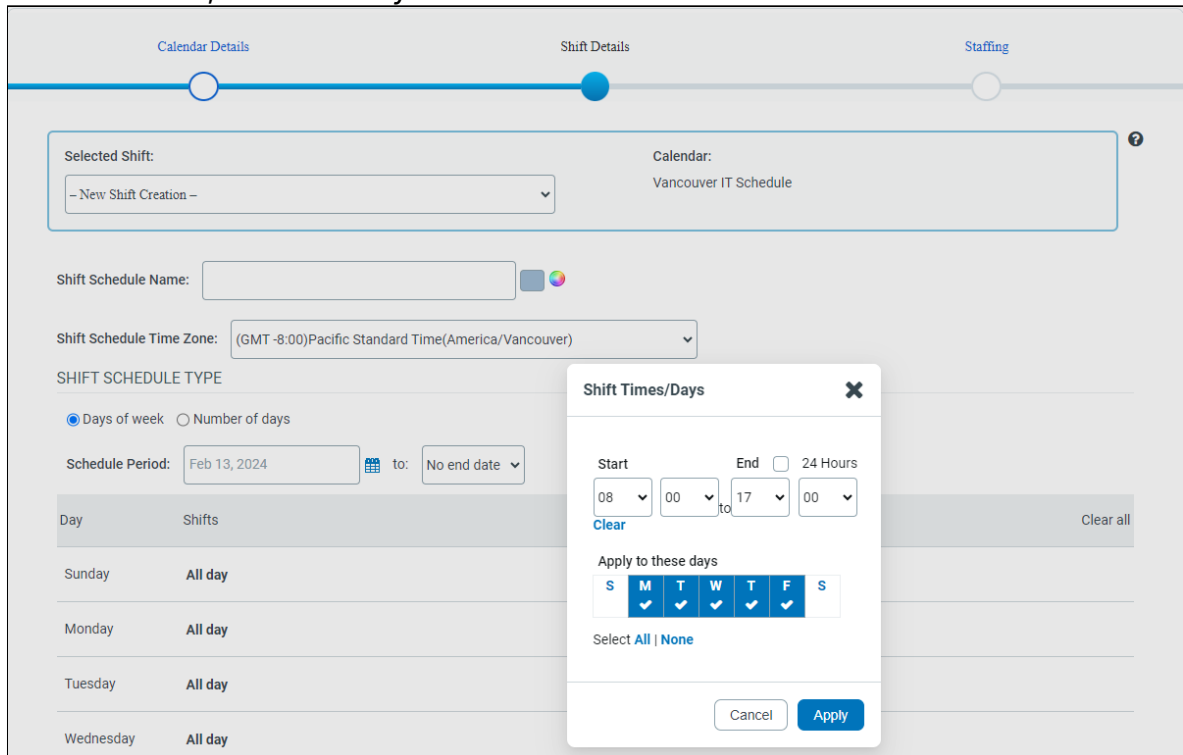 Calendar Details Shift Details Staffing
Selected Shift: Calendar:
– New Shift Creation – Vancouver IT Schedule
Shift Schedule Name:
Shift Schedule Time Zone: (GMT -8:00)Pacific Standard Time(America/Vancouver)
SHIFT SCHEDULE TYPE
Days of week Number of days
Schedule Period: Feb 13, 2024 to: No end date
Day Shifts Clear all
Sunday All day
Monday All day
Tuesday All day
Wednesday All day
Shift Times/Days
Start End 24 Hours
08 00 to 17 00
Clear
Apply to these days
S M T W T F S
Select All | None
Cancel Apply